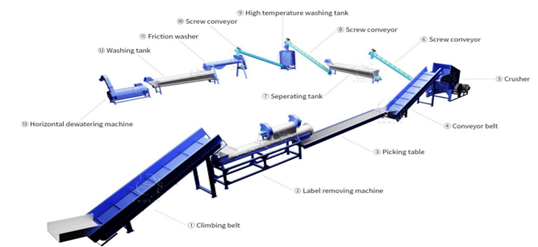 ⑨ High temperature washing tank
⑩ Screw conveyor
⑧ Screw conveyor
⑪ Friction washer
⑥ Screw conveyor
⑫ Washing tank
⑤ Crusher
⑦ Seperating tank
⑬ Horizontal dewatering machine
④ Conveyor belt
③ Picking table
② Label removing machine
① Climbing belt